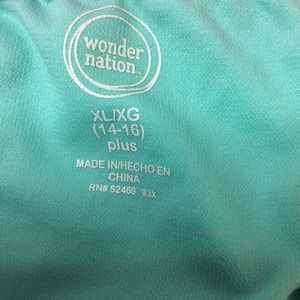 wonder
nation
XL/XG
(14-16)
plus
MADE IN/HECHO EN
CHINA
RN# 52469 93x